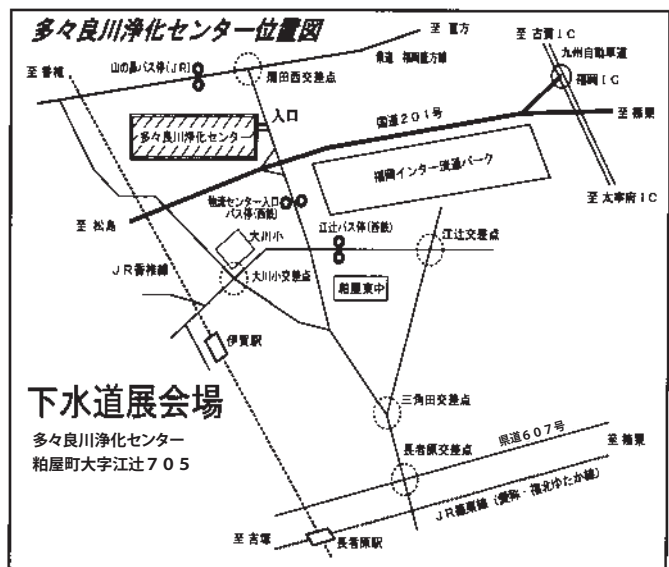 多々良川浄化センター位置図
至 直方
至 古賀IC
九州自動車道
県道 福岡直方線
福岡IC
至 香椎
山の鼻バス停(JR)
西交差点
入口
多々良川浄化センター
国道201号
至 篠栗
福岡インター流通パーク
物流センター入口
バス停(西鉄)
至 太宰府IC
至 松島
大川小
江辻バス停(西鉄)
江辻交差点
JR香椎線
大川小交差点
粕屋東中
伊賀駅
下水道展会場
多々良川浄化センター
粕屋町大字江辻705
三角田交差点
長者原交差点
県道607号
至 篠栗
JR篠栗線(愛称・福北ゆたか線)
至 吉塚
長者原駅